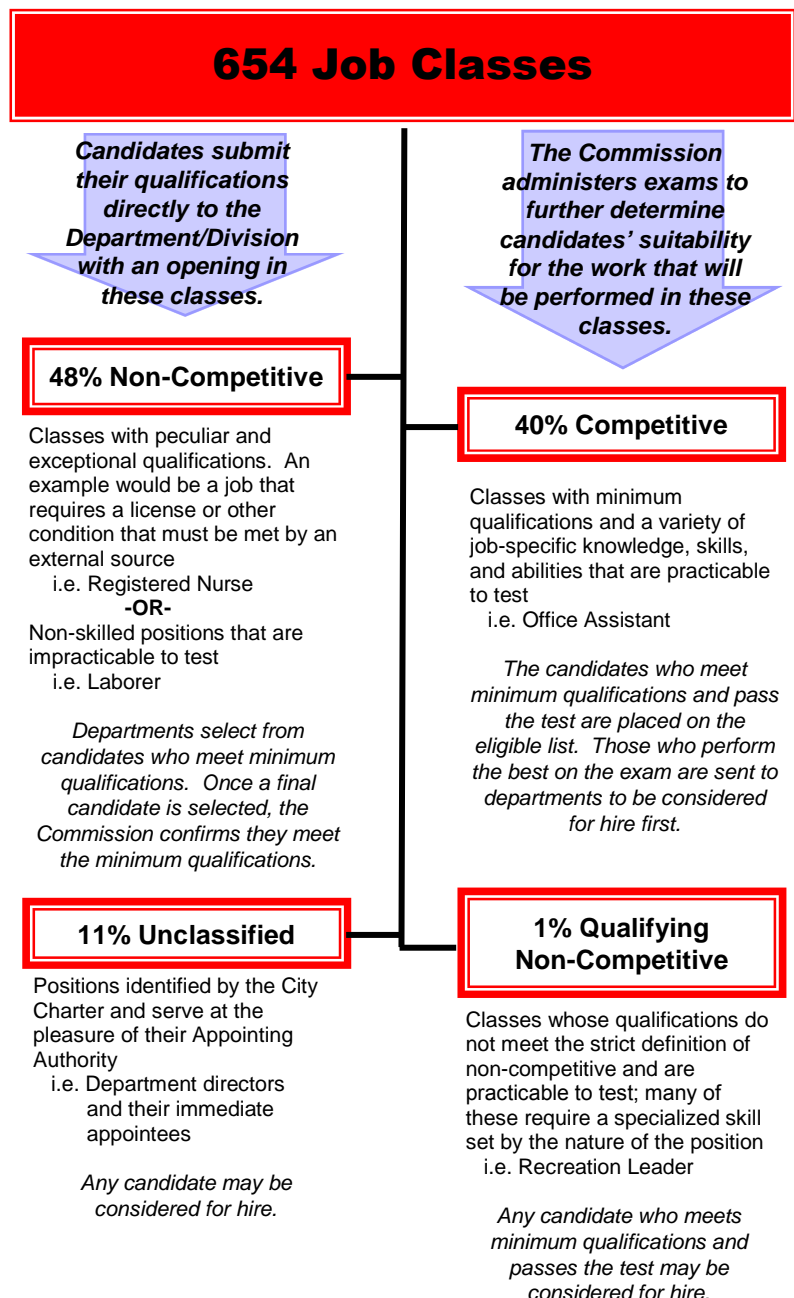 654 Job Classes
Candidates submit
their qualifications
directly to the
Department/Division
with an opening in
these classes.
The Commission
administers exams to
further determine
candidates’ suitability
for the work that will
be performed in these
classes.
48% Non-Competitive
Classes with peculiar and
exceptional qualifications.  An
example would be a job that
requires a license or other
condition that must be met by an
external source
i.e. Registered Nurse
-OR-
Non-skilled positions that are
impracticable to test
i.e. Laborer
Departments select from
candidates who meet minimum
qualifications.  Once a final
candidate is selected, the
Commission confirms they meet
the minimum qualifications.
40% Competitive
Classes with minimum
qualifications and a variety of
job-specific knowledge, skills,
and abilities that are practicable
to test
i.e. Office Assistant
The candidates who meet
minimum qualifications and pass
the test are placed on the
eligible list.  Those who perform
the best on the exam are sent to
departments to be considered
for hire first.
11% Unclassified
Positions identified by the City
Charter and serve at the
pleasure of their Appointing
Authority
i.e. Department directors
and their immediate
appointees
Any candidate may be
considered for hire.
1% Qualifying
Non-Competitive
Classes whose qualifications do
not meet the strict definition of
non-competitive and are
practicable to test; many of
these require a specialized skill
set by the nature of the position
i.e. Recreation Leader
Any candidate who meets
minimum qualifications and
passes the test may be
considered for hire.